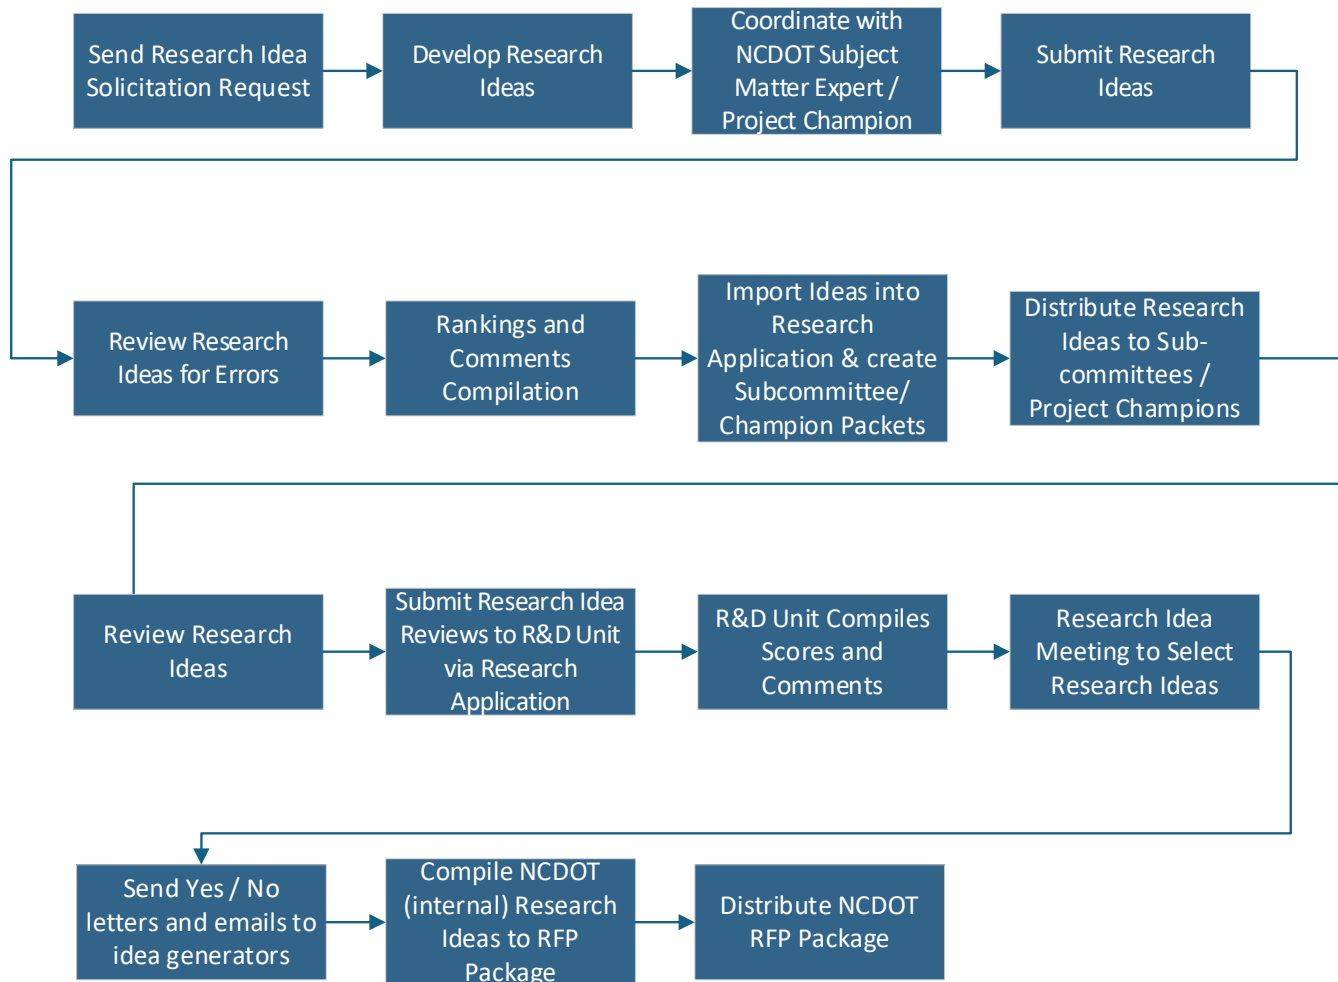 Send Research Idea
Solicitation Request
Develop Research
Ideas
Coordinate with
NCDOT Subject
Matter Expert /
Project Champion
Submit Research
Ideas
Review Research
Ideas for Errors
Rankings and
Comments
Compilation
Import Ideas into
Research
Application & create
Subcommittee/
Champion Packets
Distribute Research
Ideas to Sub-
committees /
Project Champions
Review Research
Ideas
Submit Research Idea
Reviews to R&D Unit
via Research
Application
R&D Unit Compiles
Scores and
Comments
Research Idea
Meeting to Select
Research Ideas
Send Yes / No
letters and emails to
idea generators
Compile NCDOT
(internal) Research
Ideas to RFP
Package
Distribute NCDOT
RFP Package